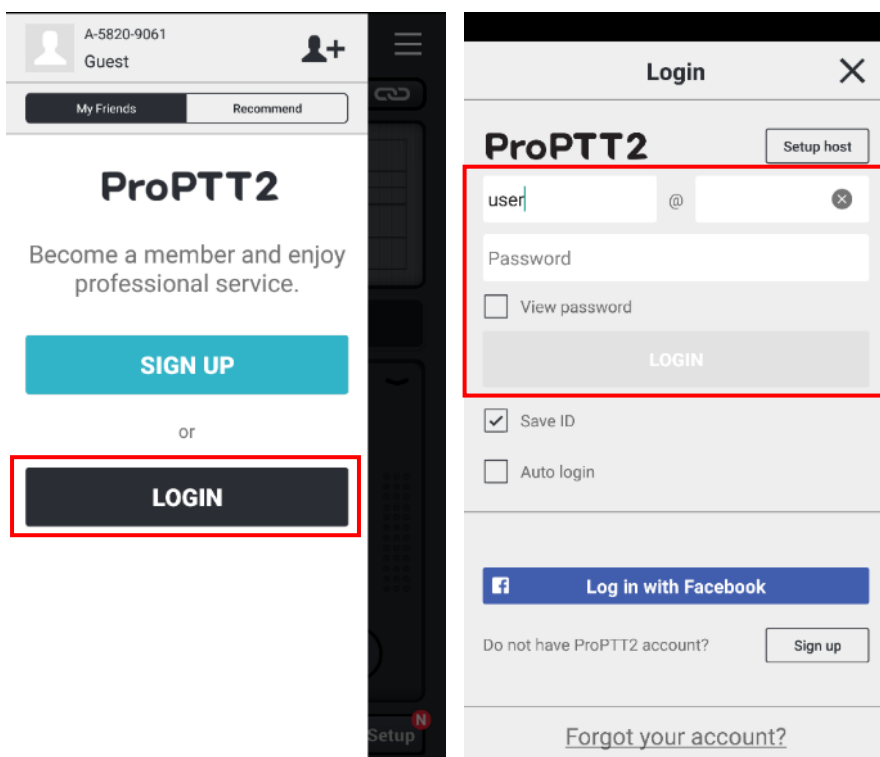 A-5820-9061
Guest
My Friends
Recommend
ProPTT2
Become a member and enjoy
professional service.
SIGN UP
or
LOGIN
N
Setup
Login
ProPTT2
Setup host
user
@
Password
View password
LOGIN
Save ID
Auto login
f
Log in with Facebook
Do not have ProPTT2 account?
Sign up
Forgot your account?